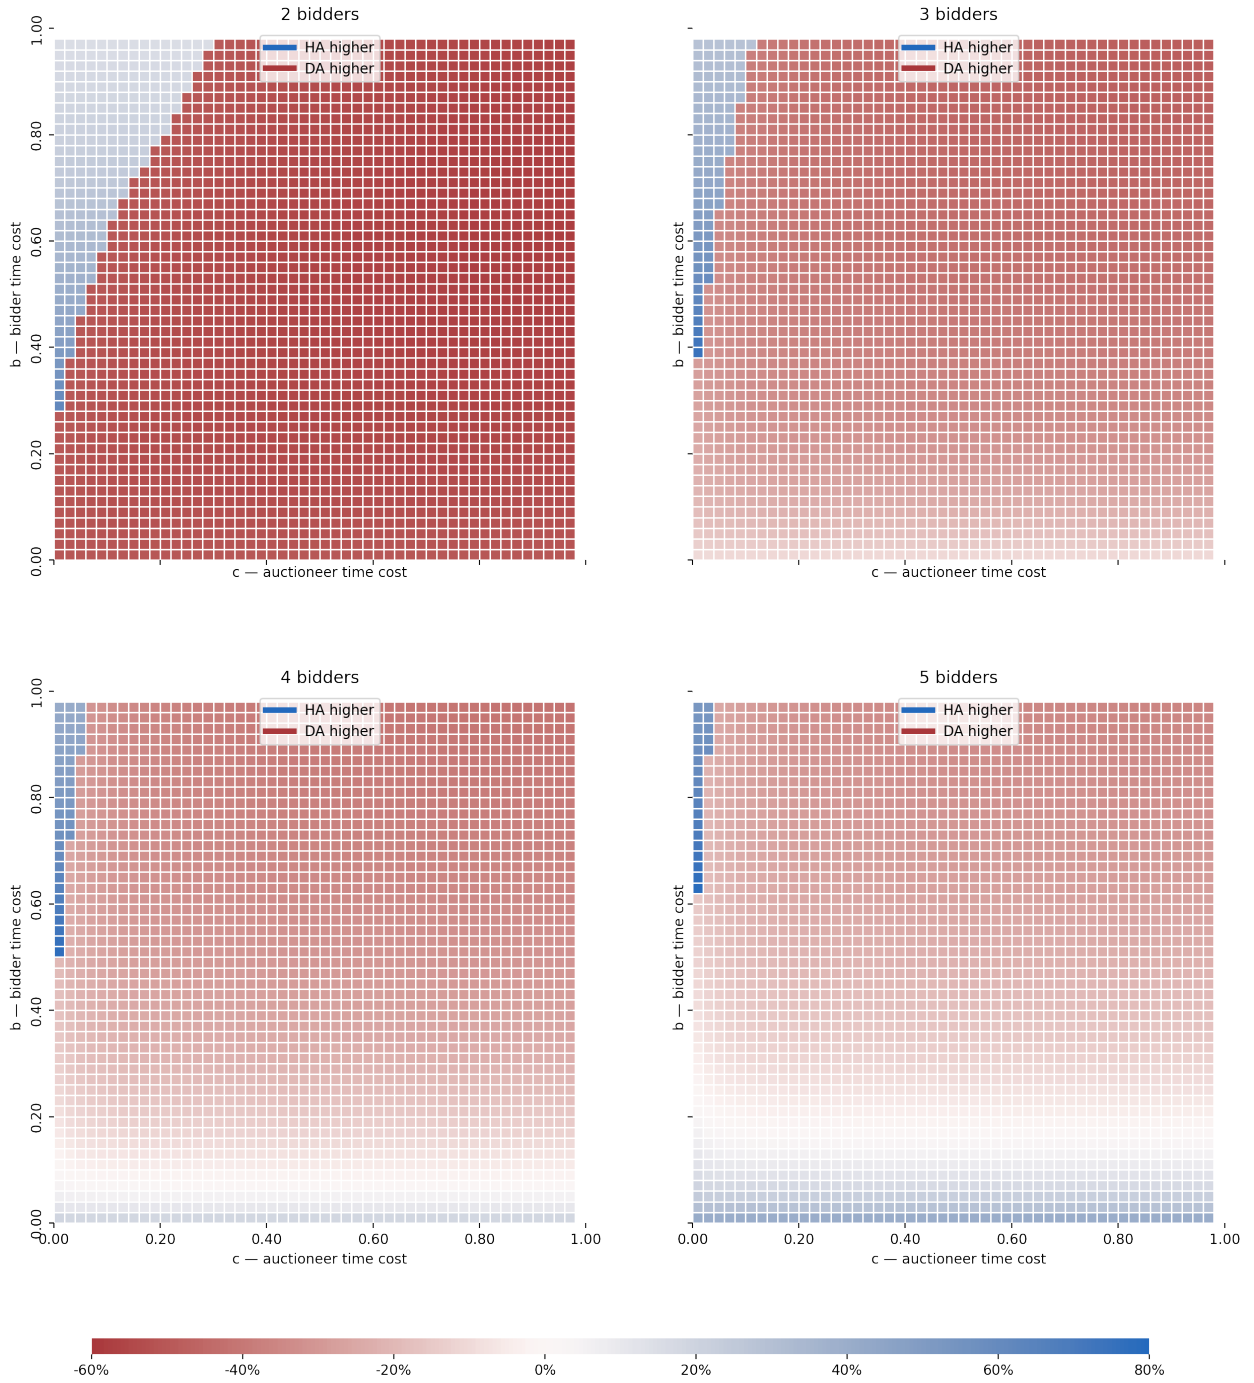 2 bidders
3 bidders
HA higher
DA higher
HA higher
DA higher
b — bidder time cost
1.00
0.80
0.60
0.40
0.20
0.00
b — bidder time cost
c — auctioneer time cost
c — auctioneer time cost
4 bidders
5 bidders
HA higher
DA higher
HA higher
DA higher
b — bidder time cost
1.00
0.80
0.60
0.40
0.20
0.00
b — bidder time cost
0.00 0.20 0.40 0.60 0.80 1.00
0.00 0.20 0.40 0.60 0.80 1.00
c — auctioneer time cost
c — auctioneer time cost
-60% -40% -20% 0% 20% 40% 60% 80%